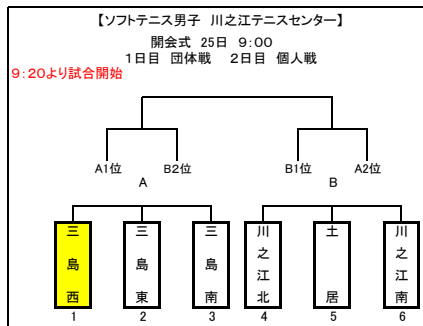 【ソフトテニス男子 川之江テニスセンター】
開会式 25日 9:00
1日目 団体戦 2日目 個人戦
9:20より試合開始
A1位 B2位 B1位 A2位
A B
三島西 三島東 三島南 川之江北 土居 川之江南
1 2 3 4 5 6